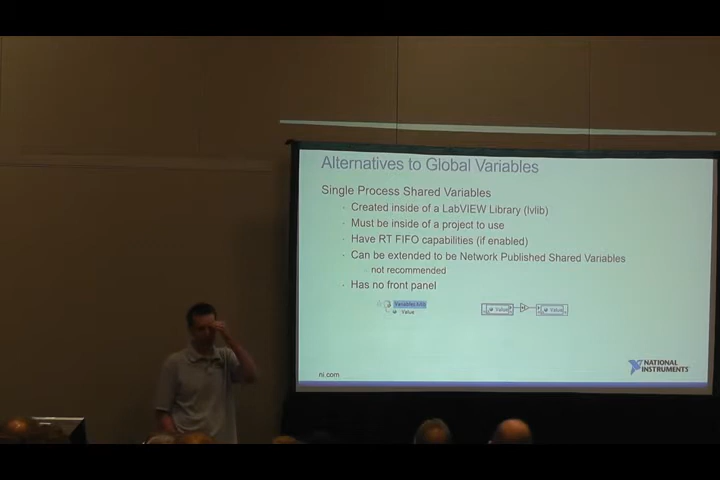 Alternatives to Global Variables
Single Process Shared Variables
· Created inside of a LabVIEW Library (lvlib)
· Must be inside of a project to use
· Have RT FIFO capabilities (if enabled)
· Can be extended to be Network Published Shared Variables
· not recommended
· Has no front panel
Variables.lvlib
Value
Value
Value
ni.com
NATIONAL
INSTRUMENTS